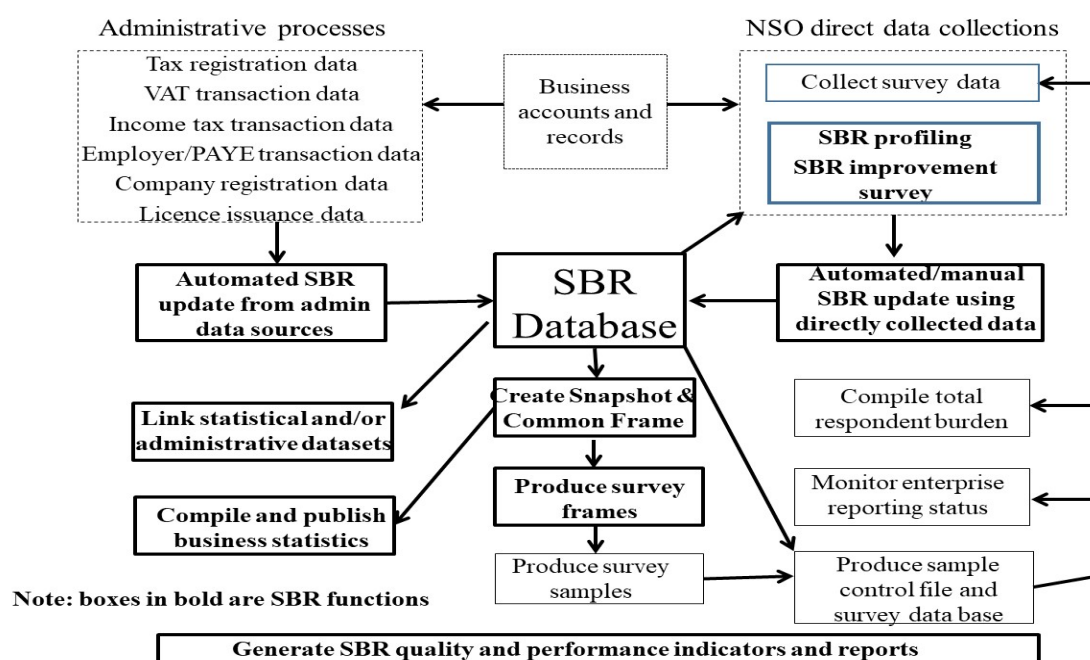 Administrative processes
NSO direct data collections
Tax registration data
VAT transaction data
Income tax transaction data
Employer/PAYE transaction data
Company registration data
Licence issuance data
Business
accounts and
records
Collect survey data
SBR profiling
SBR improvement
survey
Automated SBR
update from admin
data sources
SBR
Database
Automated/manual
SBR update using
directly collected data
Link statistical and/or
administrative datasets
Create Snapshot &
Common Frame
Compile total
respondent burden
Compile and publish
business statistics
Produce survey
frames
Monitor enterprise
reporting status
Produce survey
samples
Produce sample
control file and
survey data base
Note: boxes in bold are SBR functions
Generate SBR quality and performance indicators and reports